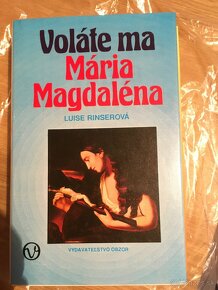 Voláte ma
Mária
Magdaléna
LUISE RINSEROVÁ
VYDAVATEĽSTVO OBZOR